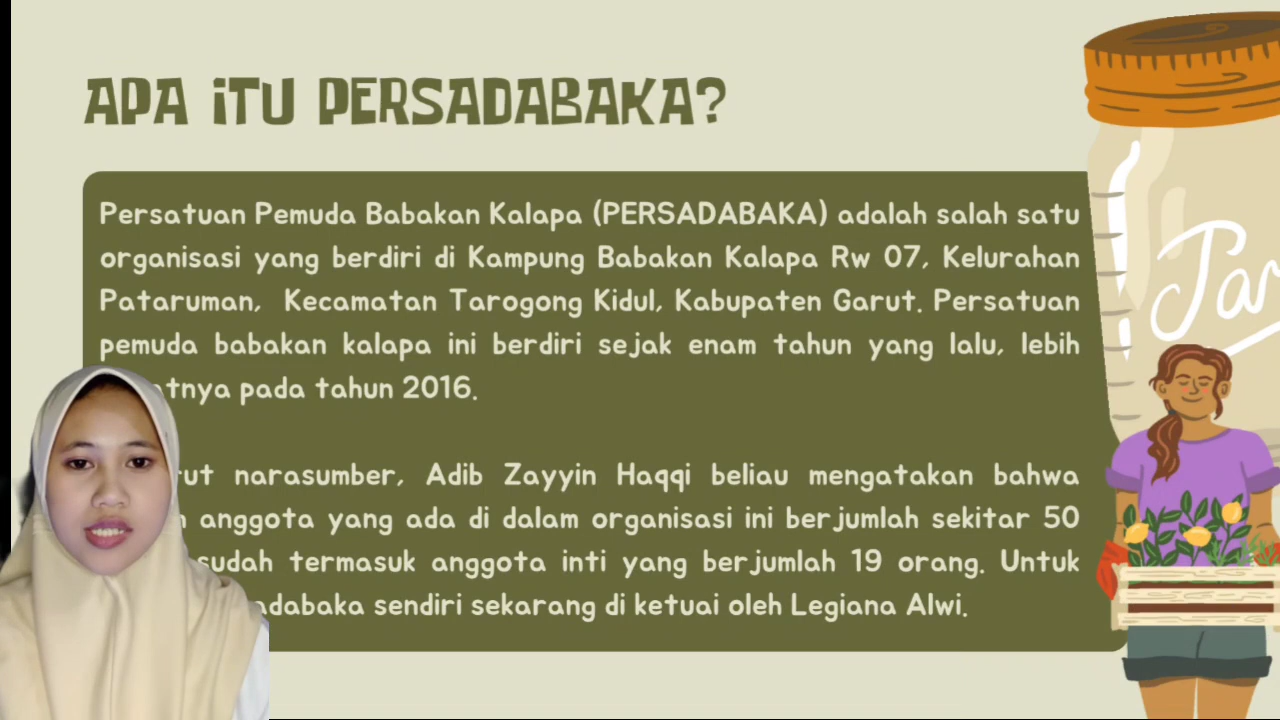 APA iTU PERSADABAKA?
Persatuan Pemuda Babakan Kalapa (PERSADABAKA) adalah salah satu
organisasi yang berdiri di Kampung Babakan Kalapa Rw 07, Kelurahan
Pataruman, Kecamatan Tarogong Kidul, Kabupaten Garut. Persatuan
pemuda babakan kalapa ini berdiri sejak enam tahun yang lalu, lebih
pada tahun 2016.
narasumber, Adib Zayyin Haqqi beliau mengatakan bahwa
anggota yang ada di dalam organisasi ini berjumlah sekitar 50
sudah termasuk anggota inti yang berjumlah 19 orang. Untuk
sendiri sekarang di ketuai oleh Legiana Alwi.